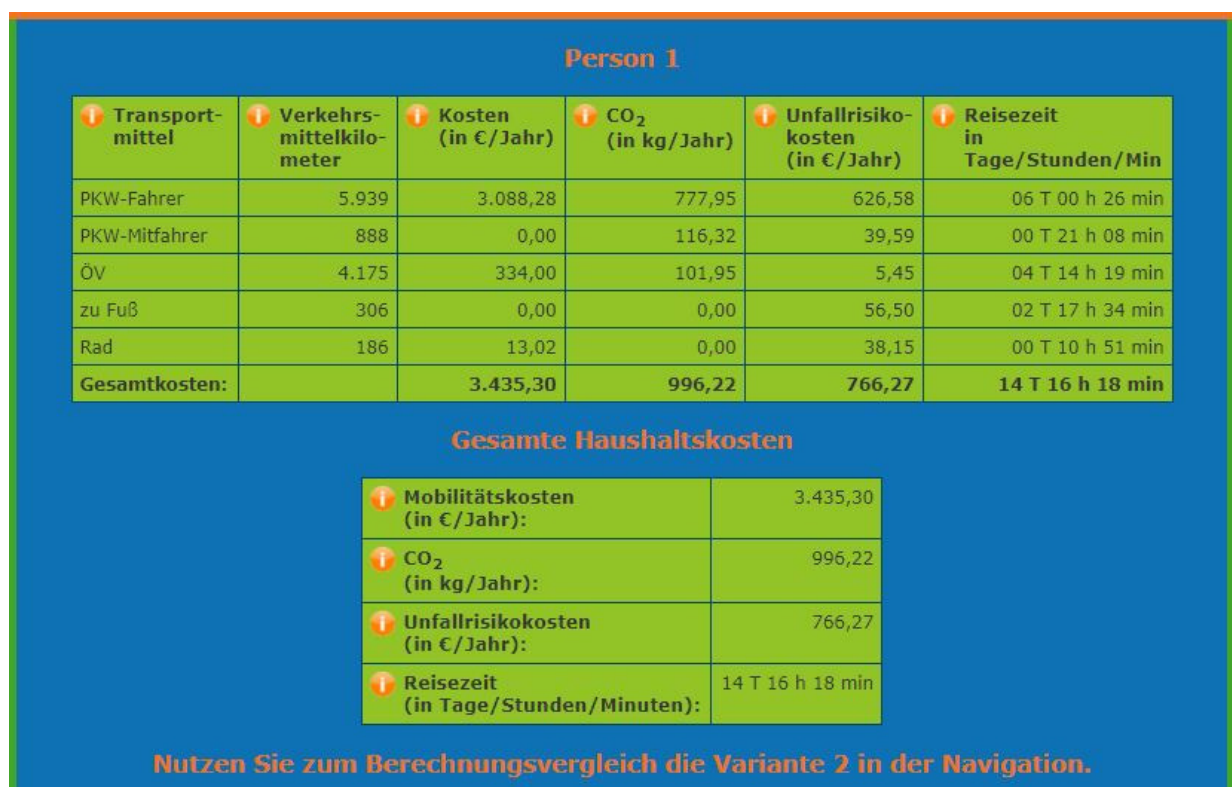 Person 1
Transport- Verkehrs- Kosten CO₂ Unfallrisiko- Reisezeit
mittel mittelkilo- (in €/Jahr) (in kg/Jahr) kosten in
meter (in €/Jahr) Tage/Stunden/Min
PKW-Fahrer 5.939 3.088,28 777,95 626,58 06 T 00 h 26 min
PKW-Mitfahrer 888 0,00 116,32 39,59 00 T 21 h 08 min
ÖV 4.175 334,00 101,95 5,45 04 T 14 h 19 min
zu Fuß 306 0,00 0,00 56,50 02 T 17 h 34 min
Rad 186 13,02 0,00 38,15 00 T 10 h 51 min
Gesamtkosten: 3.435,30 996,22 766,27 14 T 16 h 18 min
Gesamte Haushaltskosten
Mobilitätskosten 3.435,30
(in €/Jahr):
CO₂ 996,22
(in kg/Jahr):
Unfallrisikokosten 766,27
(in €/Jahr):
Reisezeit 14 T 16 h 18 min
(in Tage/Stunden/Minuten):
Nutzen Sie zum Berechnungsvergleich die Variante 2 in der Navigation.